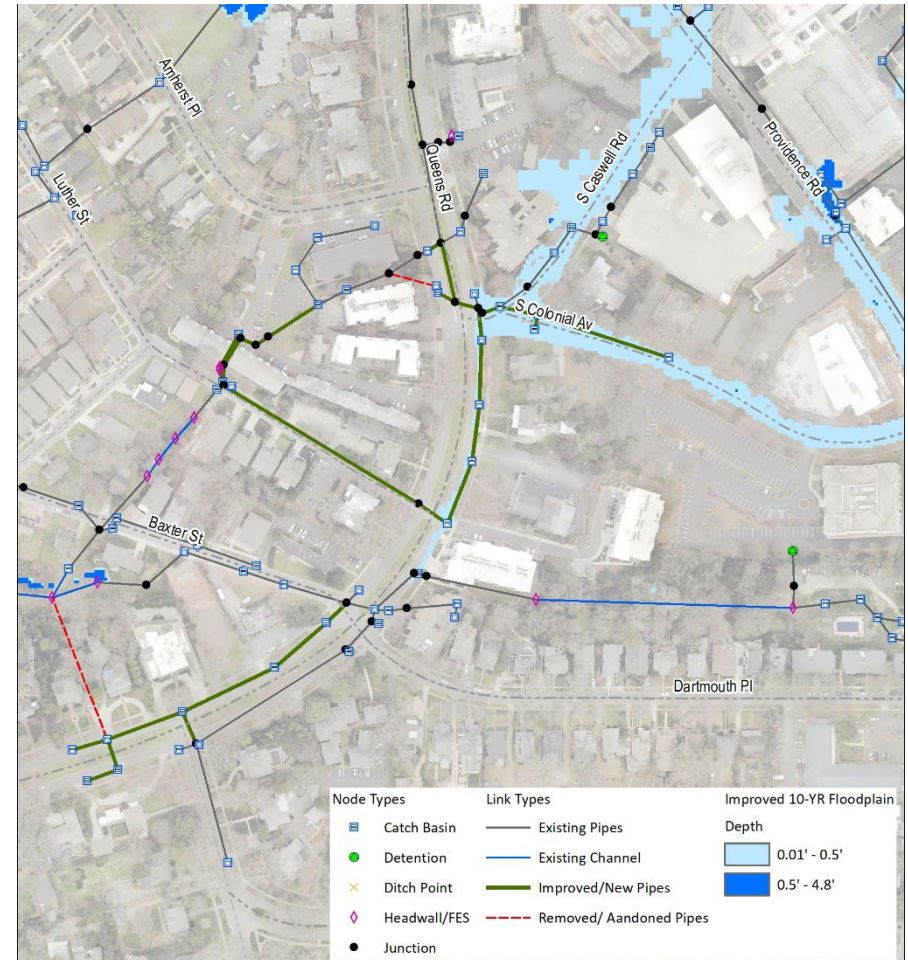 Amherst Pl
Luther St
Queens Rd
S Caswell Rd
Providence Rd
S Colonial Av
Baxter St
Dartmouth Pl
Node Types
Catch Basin
Detention
Ditch Point
Headwall/FES
Junction
Link Types
Existing Pipes
Existing Channel
Improved/New Pipes
Removed/ Aandoned Pipes
Improved 10-YR Floodplain
Depth
0.01' - 0.5'
0.5' - 4.8'